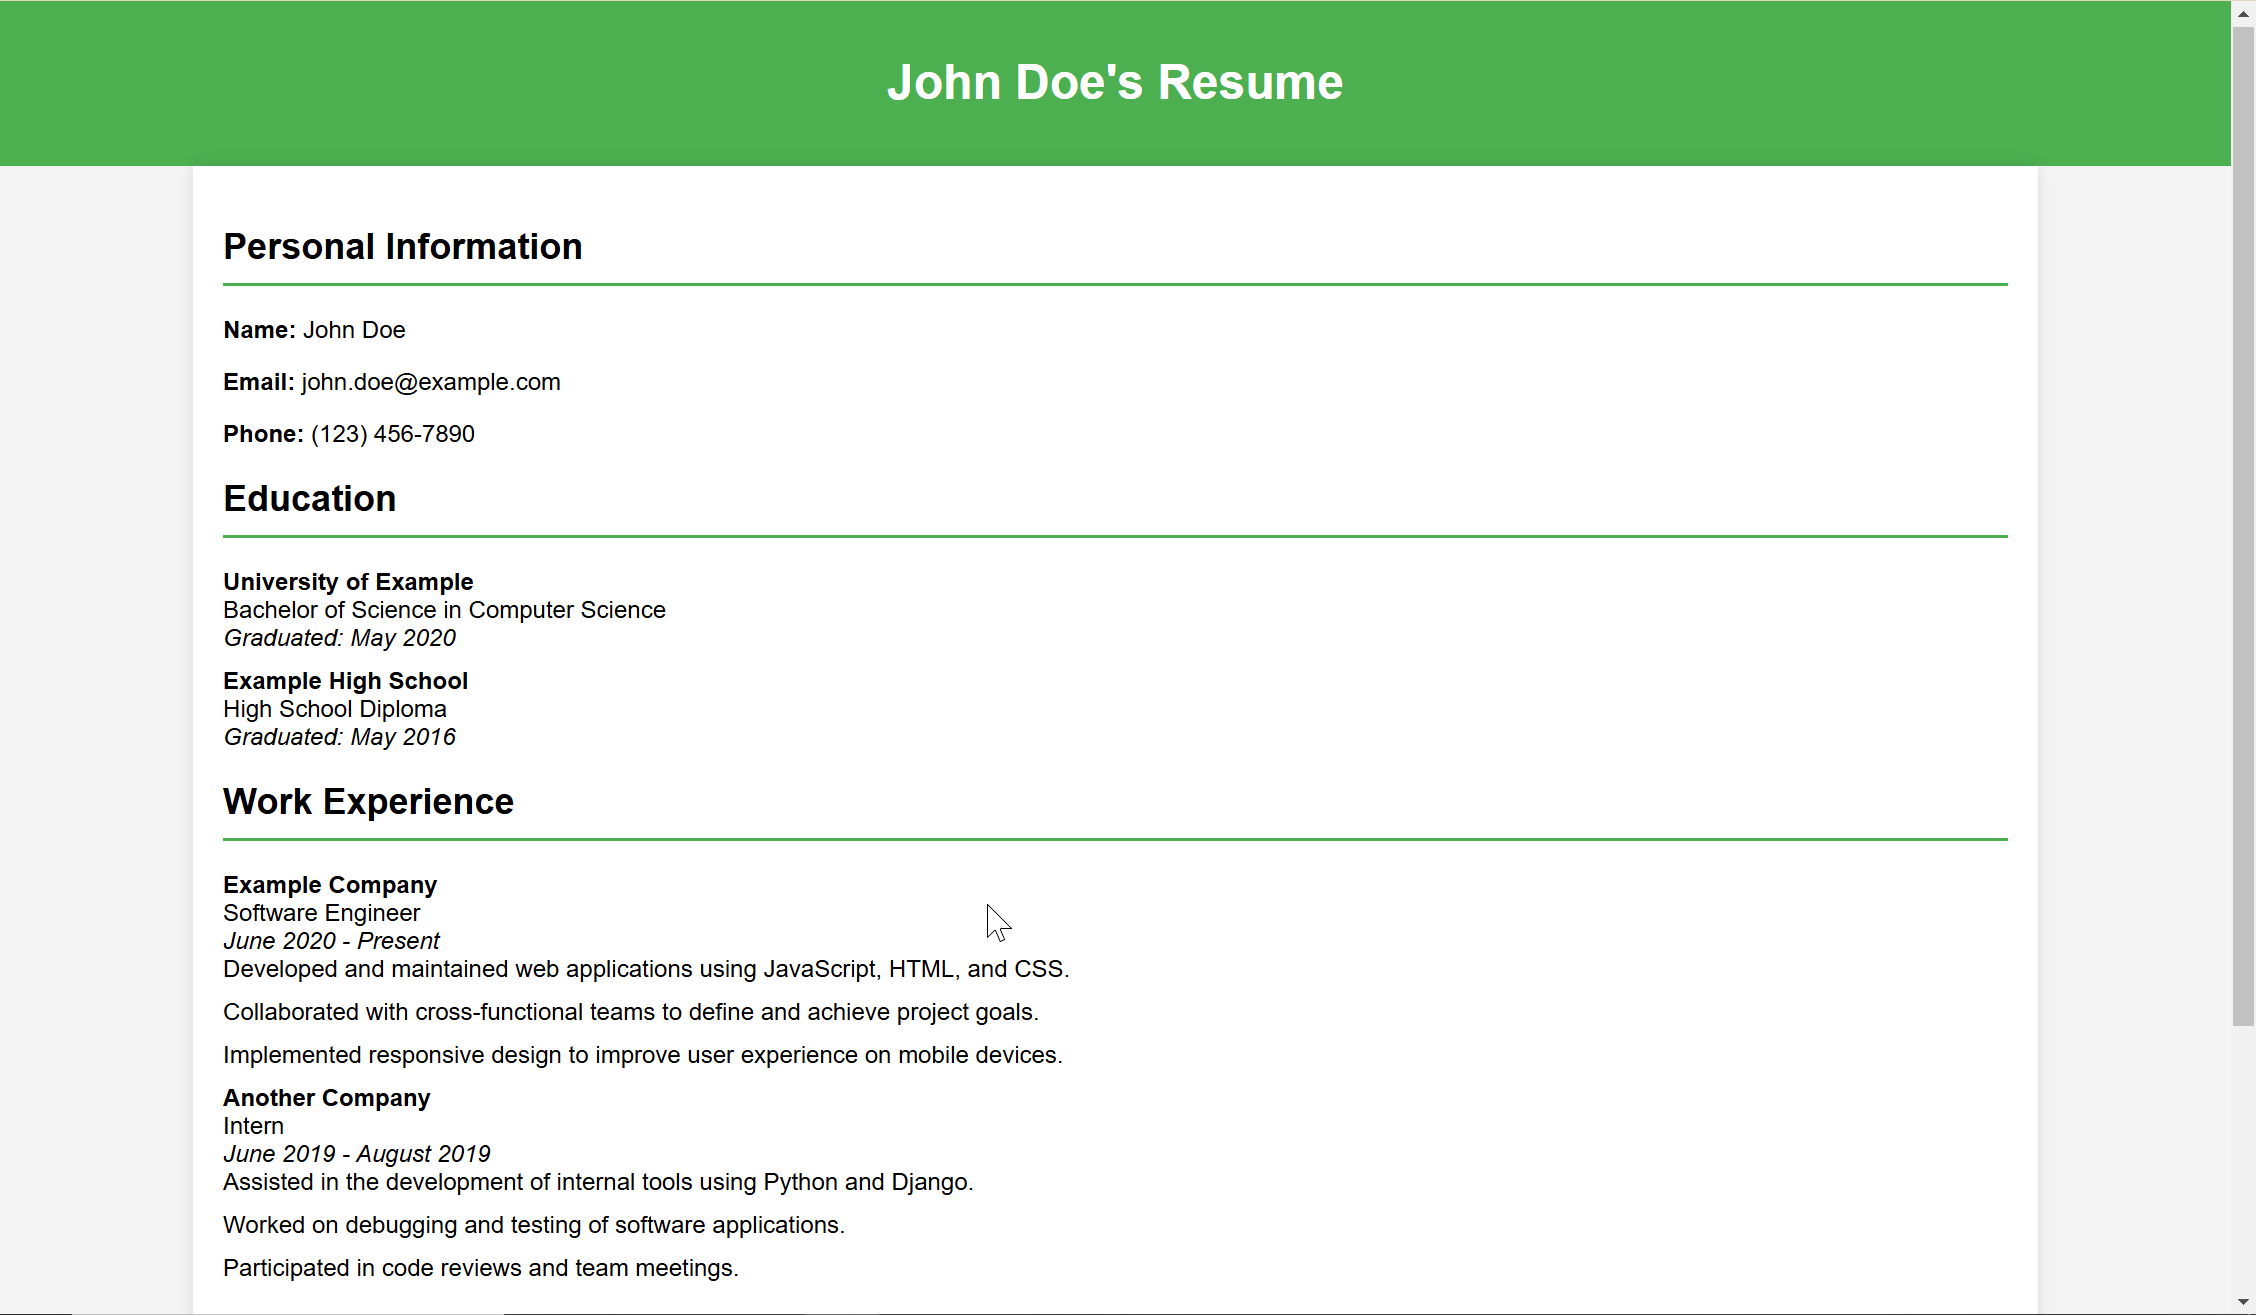 John Doe's Resume
Personal Information
Name: John Doe
Email: john.doe@example.com
Phone: (123) 456-7890
Education
University of Example
Bachelor of Science in Computer Science
Graduated: May 2020
Example High School
High School Diploma
Graduated: May 2016
Work Experience
Example Company
Software Engineer
June 2020 - Present
Developed and maintained web applications using JavaScript, HTML, and CSS.
Collaborated with cross-functional teams to define and achieve project goals.
Implemented responsive design to improve user experience on mobile devices.
Another Company
Intern
June 2019 - August 2019
Assisted in the development of internal tools using Python and Django.
Worked on debugging and testing of software applications.
Participated in code reviews and team meetings.